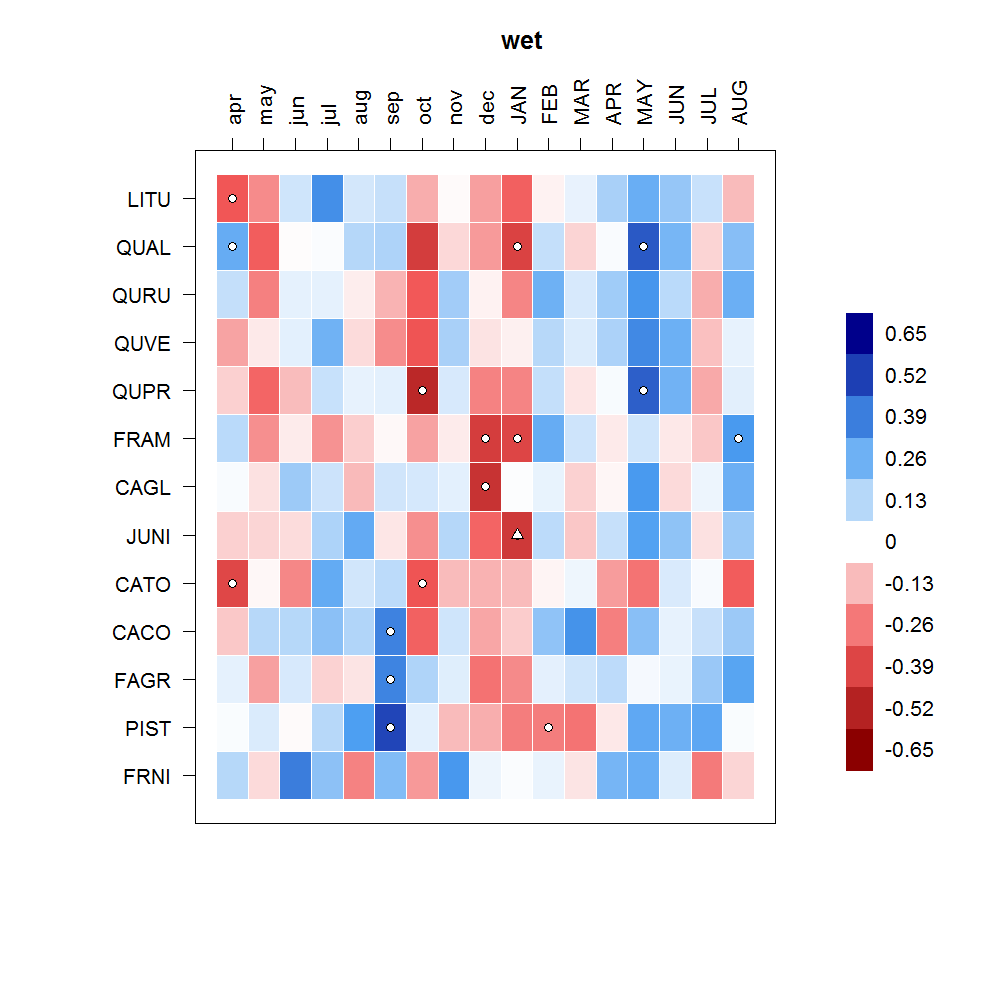 wet
apr may jun jul aug sep oct nov dec JAN FEB MAR APR MAY JUN JUL AUG
LITU
QUAL
QURU
QUVE
QUPR
FRAM
CAGL
JUNI
CATO
CACO
FAGR
PIST
FRNI
0.65
0.52
0.39
0.26
0.13
0
-0.13
-0.26
-0.39
-0.52
-0.65